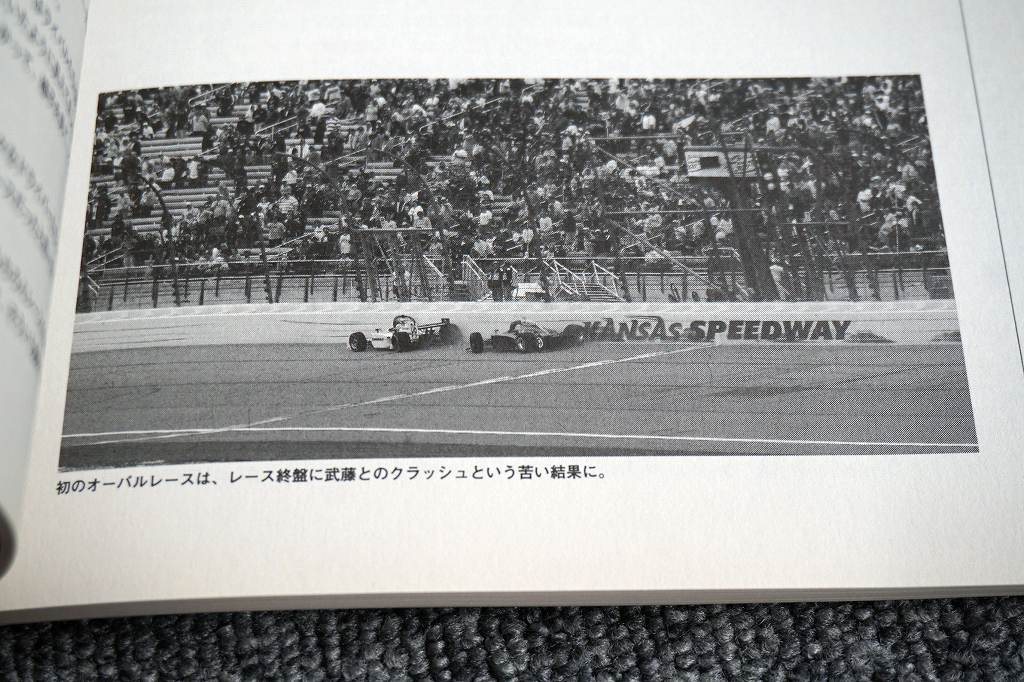 KANSAS SPEEDWAY
初のオーバルレースは、レース終盤に武藤とのクラッシュという苦い結果に。